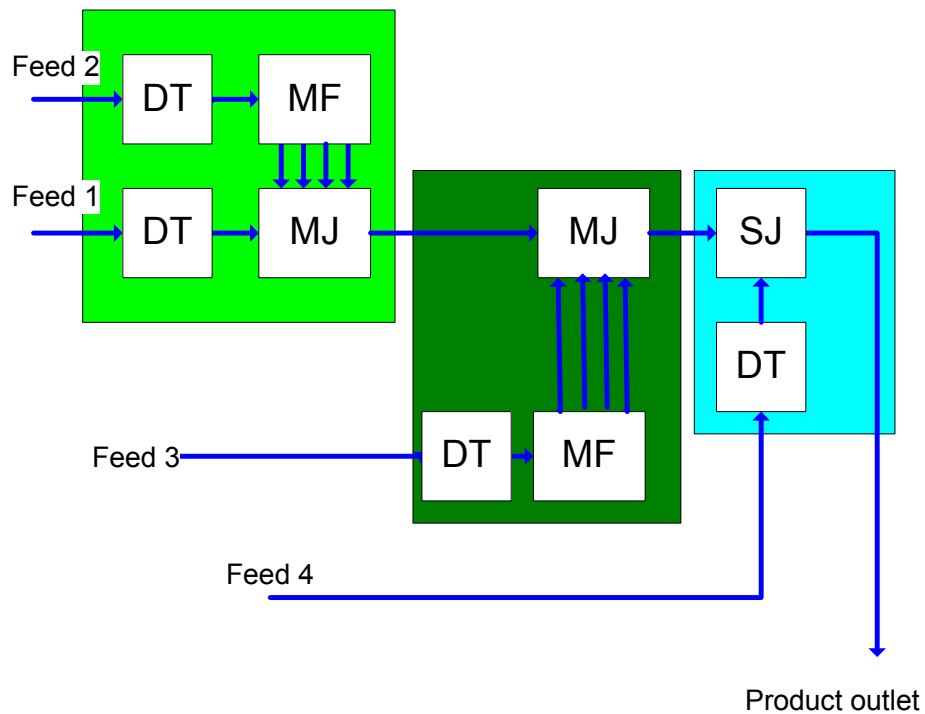 Feed 2
DT
MF
Feed 1
DT
MJ
MJ
SJ
DT
Feed 3
DT
MF
Feed 4
Product outlet